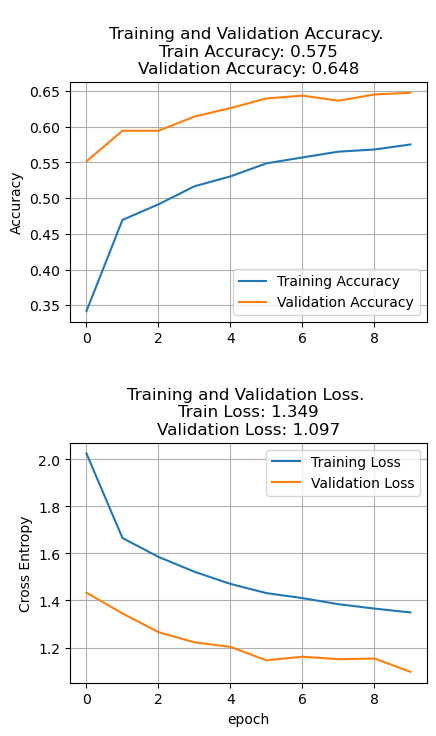 Training and Validation Accuracy.
Train Accuracy: 0.575
Validation Accuracy: 0.648
0.65
0.60
0.55
0.50
0.45
0.40
0.35
Accuracy
Training Accuracy
Validation Accuracy
0 2 4 6 8
Training and Validation Loss.
Train Loss: 1.349
Validation Loss: 1.097
2.0
1.8
1.6
1.4
1.2
Cross Entropy
Training Loss
Validation Loss
0 2 4 6 8
epoch